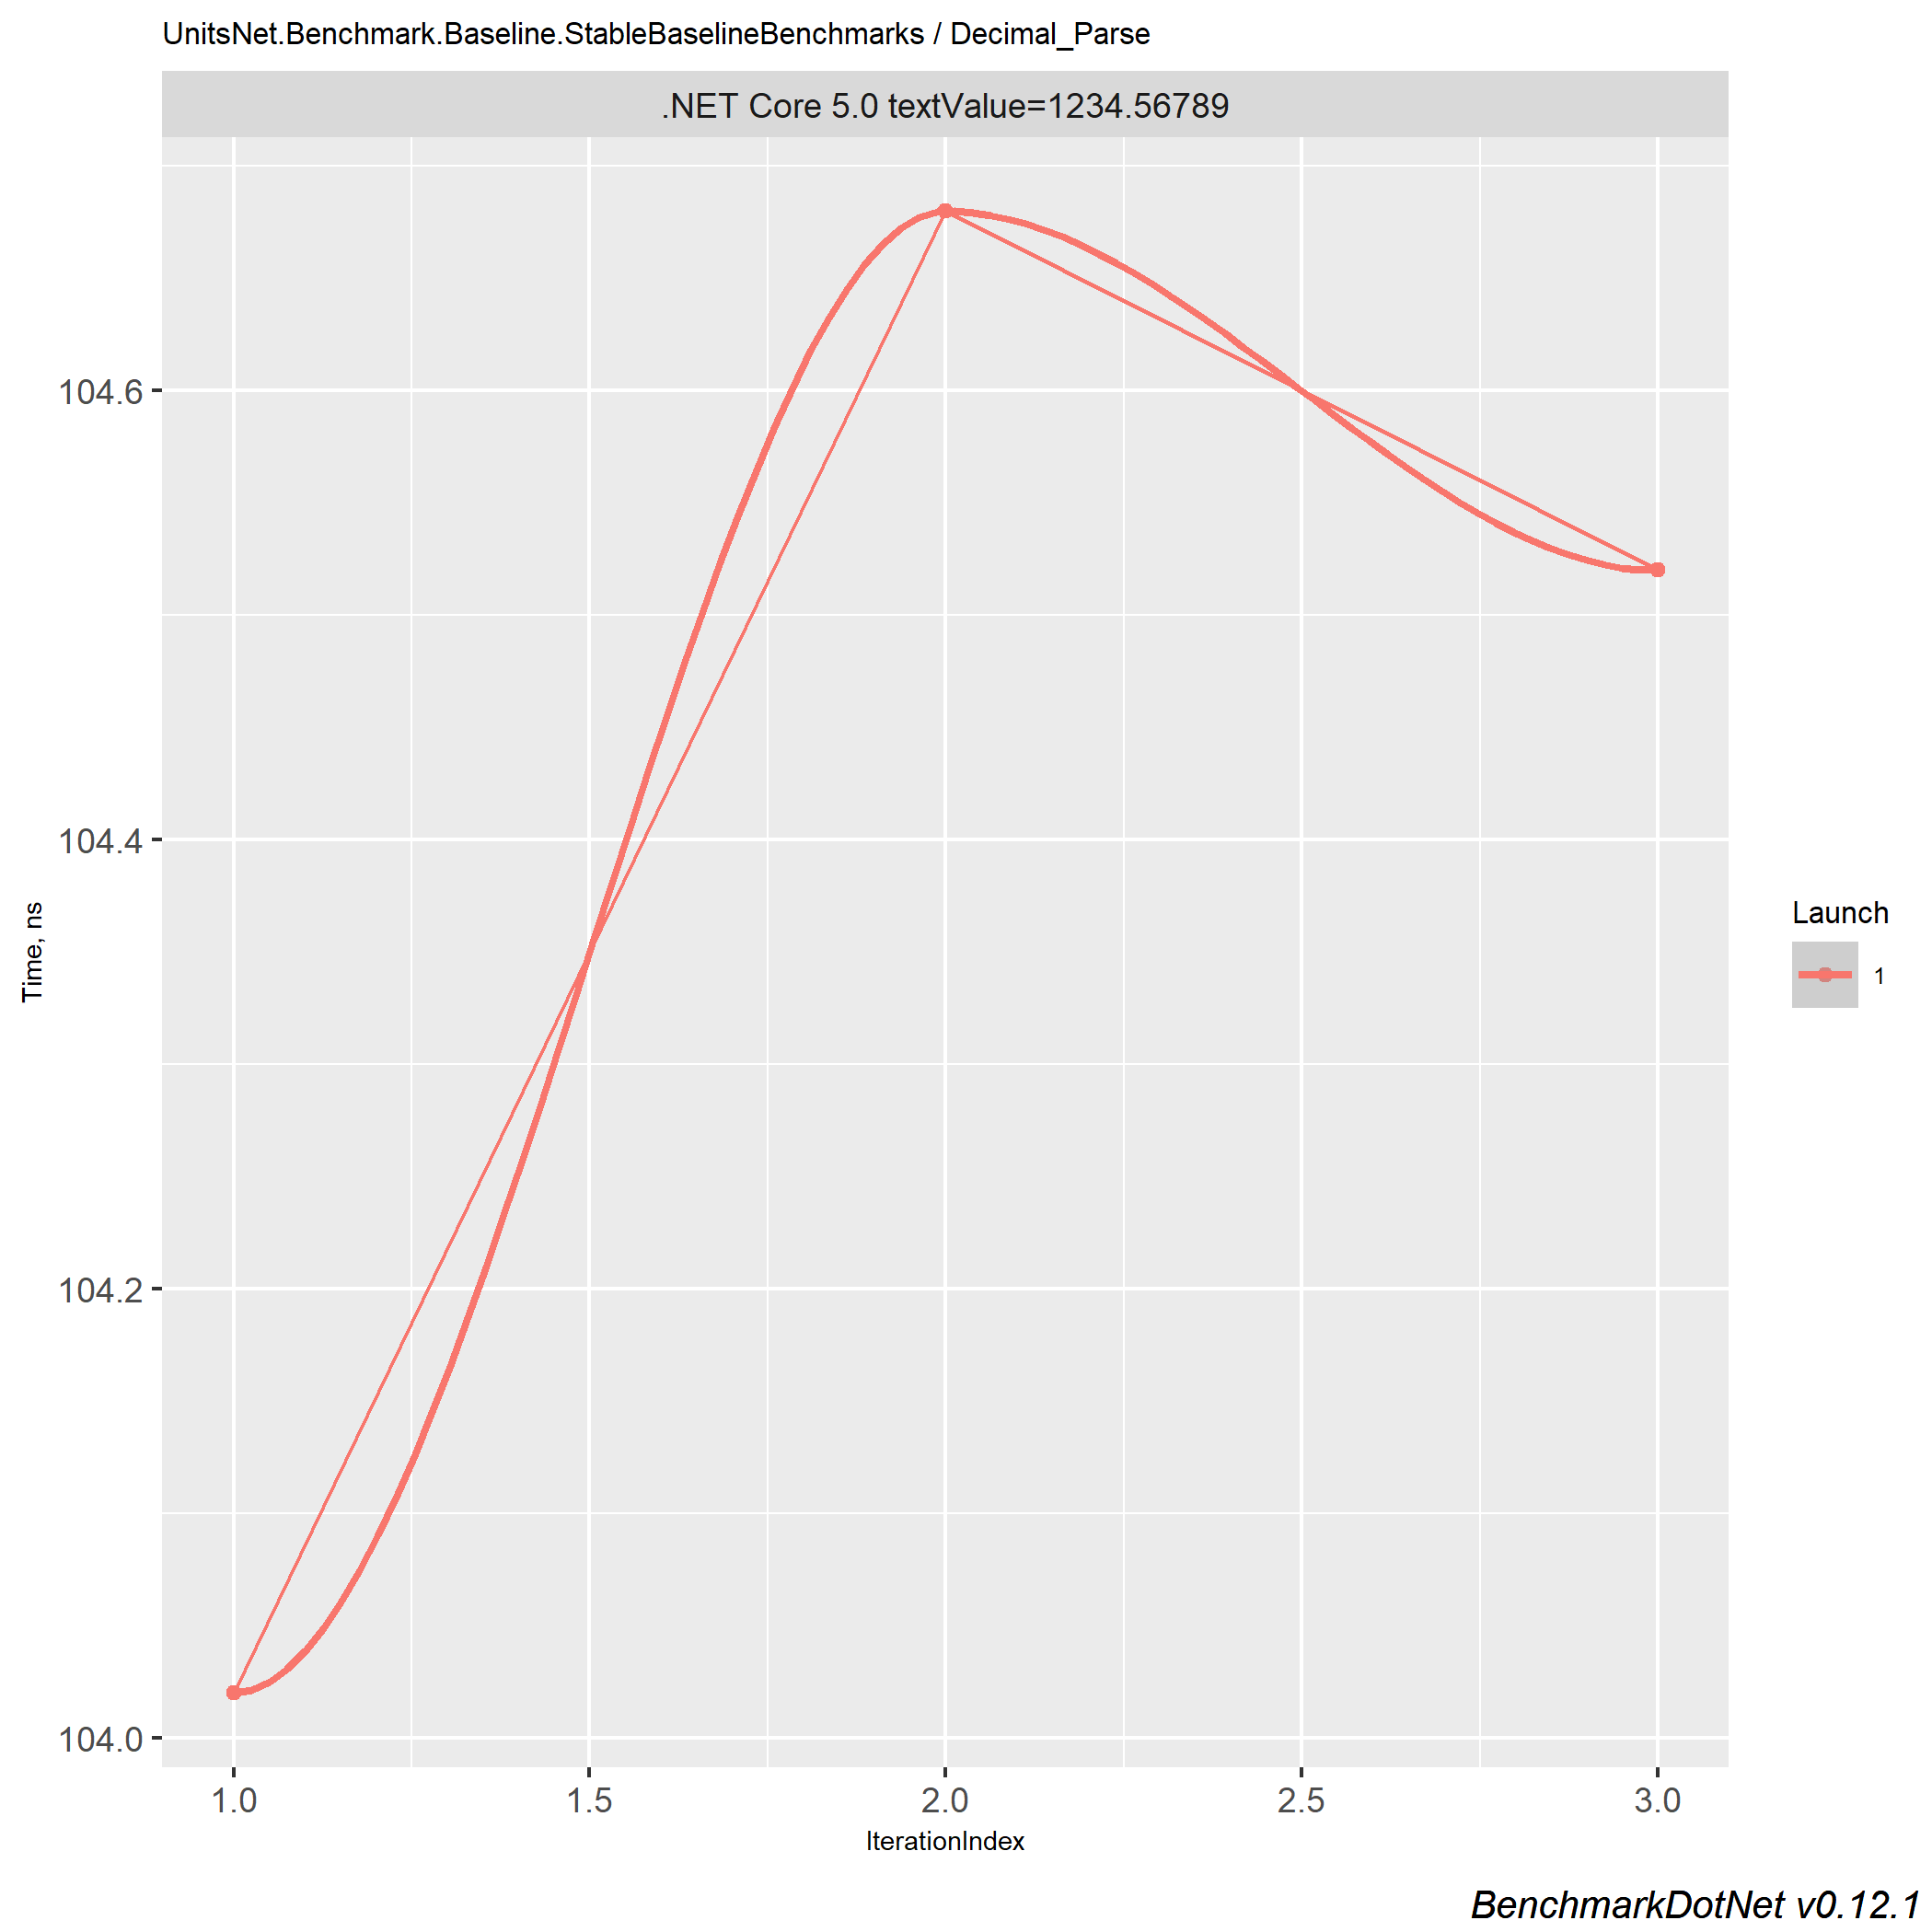 UnitsNet.Benchmark.Baseline.StableBaselineBenchmarks / Decimal_Parse
.NET Core 5.0 textValue=1234.56789
104.6
104.4
104.2
104.0
Time, ns
1.0 1.5 2.0 2.5 3.0
IterationIndex
Launch
1
BenchmarkDotNet v0.12.1